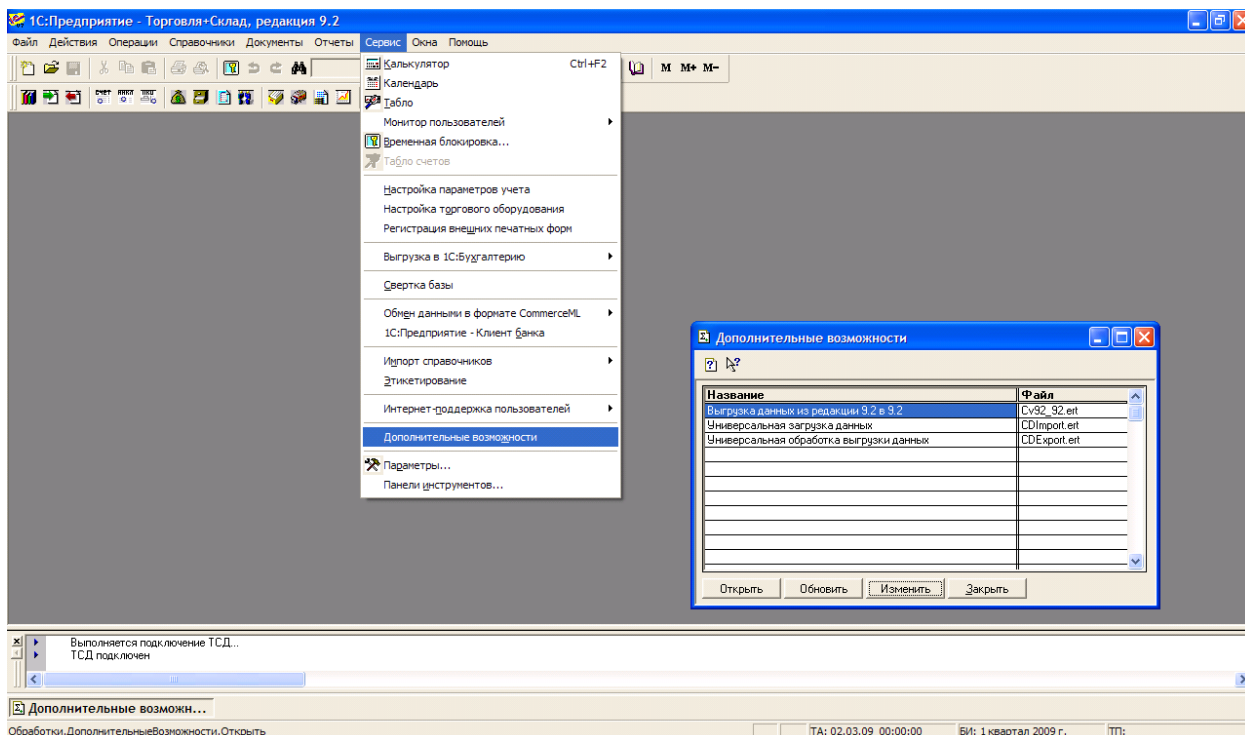 1С:Предприятие - Торговля+Склад, редакция 9.2
Файл Действия Операции Справочники Документы Отчеты Сервис Окна Помощь
M M+ M-
Калькулятор Ctrl+F2
Календарь
Табло
Монитор пользователей
Временная блокировка...
Табло счетов
Настройка параметров учета
Настройка торгового оборудования
Регистрация внешних печатных форм
Выгрузка в 1С:Бухгалтерию
Свертка базы
Обмен данными в формате CommerceML
1С:Предприятие - Клиент банка
Импорт справочников
Этикетирование
Интернет-поддержка пользователей
Дополнительные возможности
Параметры...
Панели инструментов...
Дополнительные возможности
Название Файл
Выгрузка данных из редакции 9.2 в 9.2 Cv92_92.ert
Универсальная загрузка данных CDImport.ert
Универсальная обработка выгрузки данных CDExport.ert
Открыть Обновить Изменить Закрыть
Выполняется подключение ТСД...
ТСД подключен
Дополнительные возможн...
Обработки.ДополнительныеВозможности.Открыть ТА: 02.03.09 00:00:00 БИ: 1 квартал 2009 г. ТП: